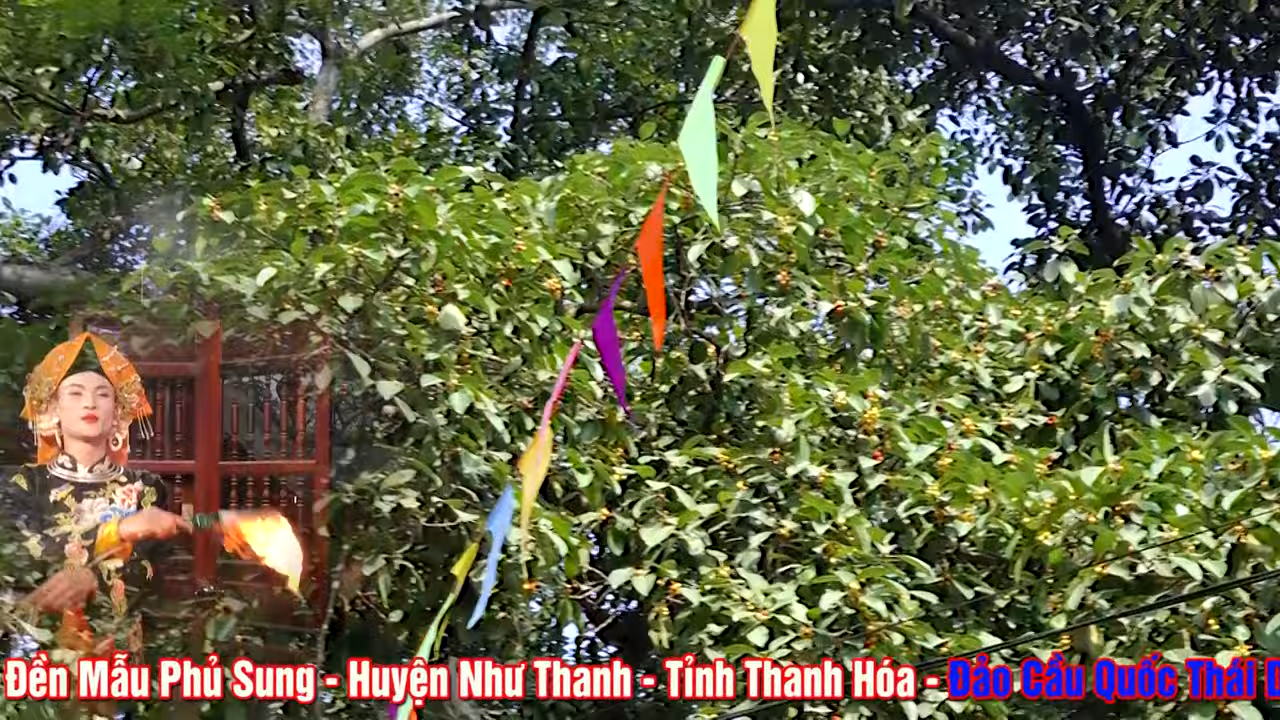 Đền Mẫu Phủ Sung - Huyện Như Thanh - Tỉnh Thanh Hóa - Đảo Cầu Quốc Thái